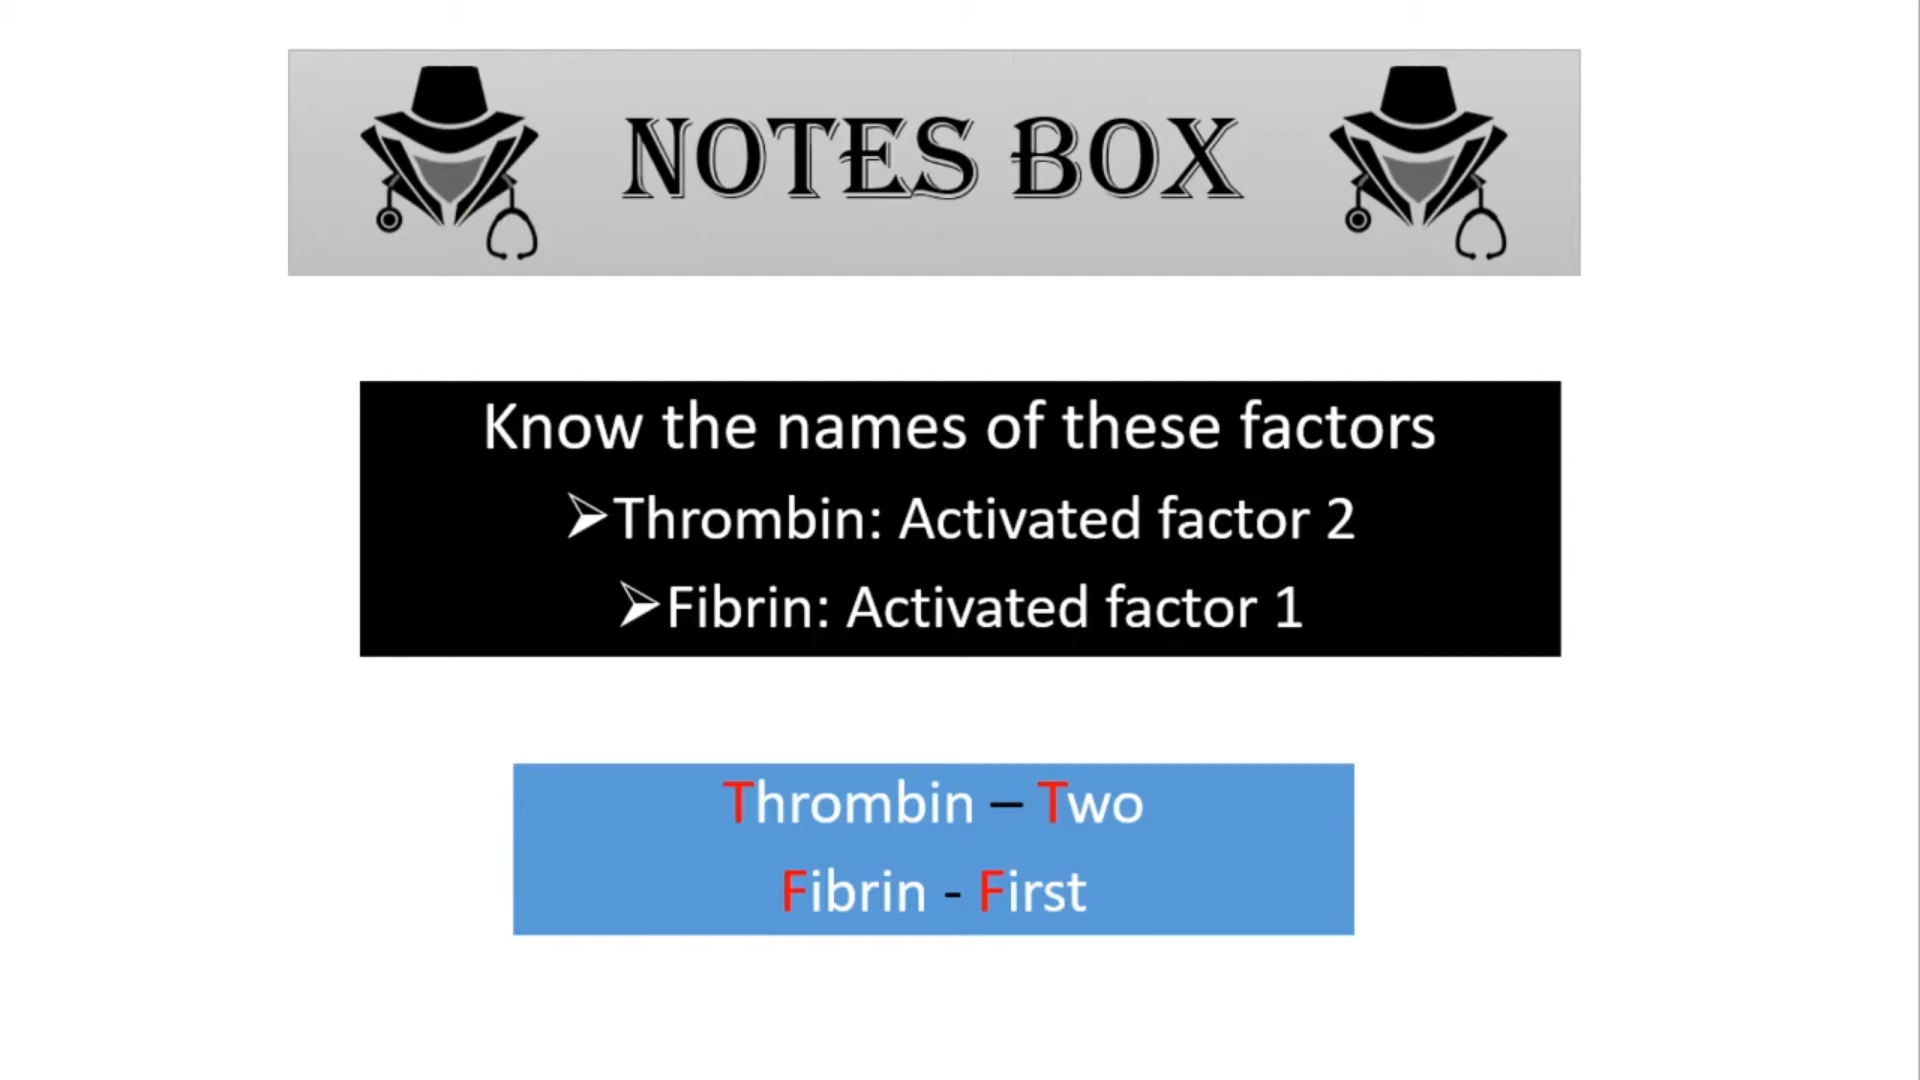 NOTES BOX
Know the names of these factors
➢Thrombin: Activated factor 2
➢Fibrin: Activated factor 1
Thrombin – Two
Fibrin - First